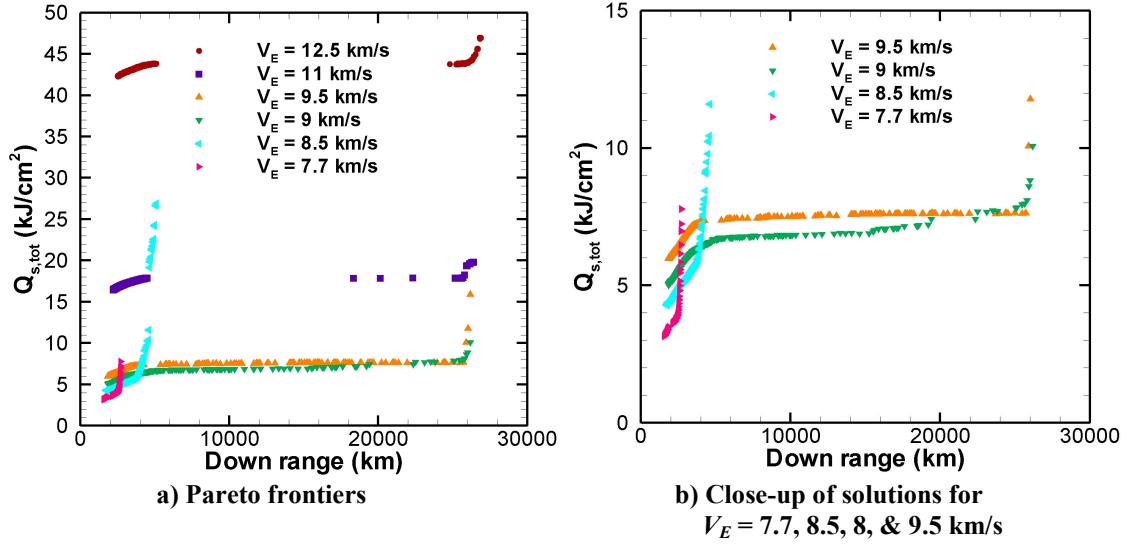 50
45
40
35
30
25
20
15
10
5
0
Q_s,tot (kJ/cm²)
V_E = 12.5 km/s
V_E = 11 km/s
V_E = 9.5 km/s
V_E = 9 km/s
V_E = 8.5 km/s
V_E = 7.7 km/s
0 10000 20000 30000
Down range (km)
a) Pareto frontiers
15
10
5
0
Q_s,tot (kJ/cm²)
V_E = 9.5 km/s
V_E = 9 km/s
V_E = 8.5 km/s
V_E = 7.7 km/s
0 10000 20000 30000
Down range (km)
b) Close-up of solutions for
V_E = 7.7, 8.5, 8, & 9.5 km/s